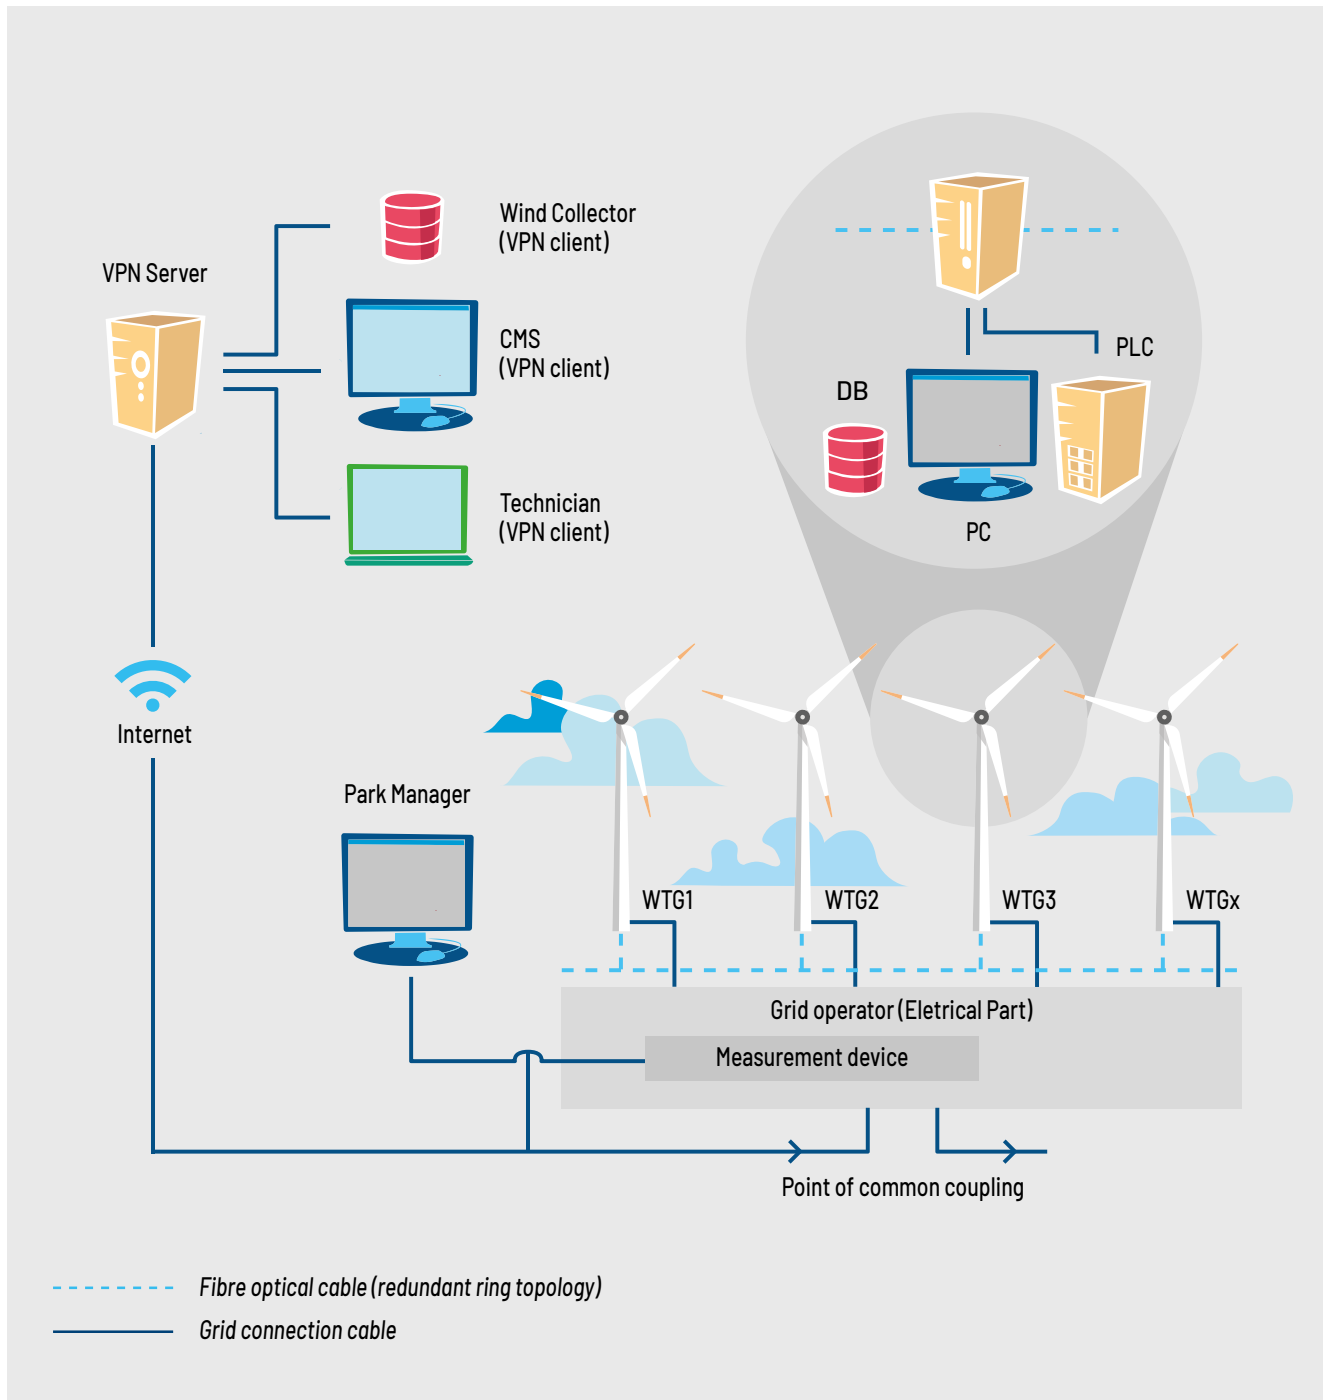 Wind Collector
(VPN client)
VPN Server
CMS
(VPN client)
PLC
DB
Technician
(VPN client)
PC
Internet
Park Manager
WTG1
WTG2
WTG3
WTGx
Grid operator (Eletrical Part)
Measurement device
Point of common coupling
Fibre optical cable (redundant ring topology)
Grid connection cable